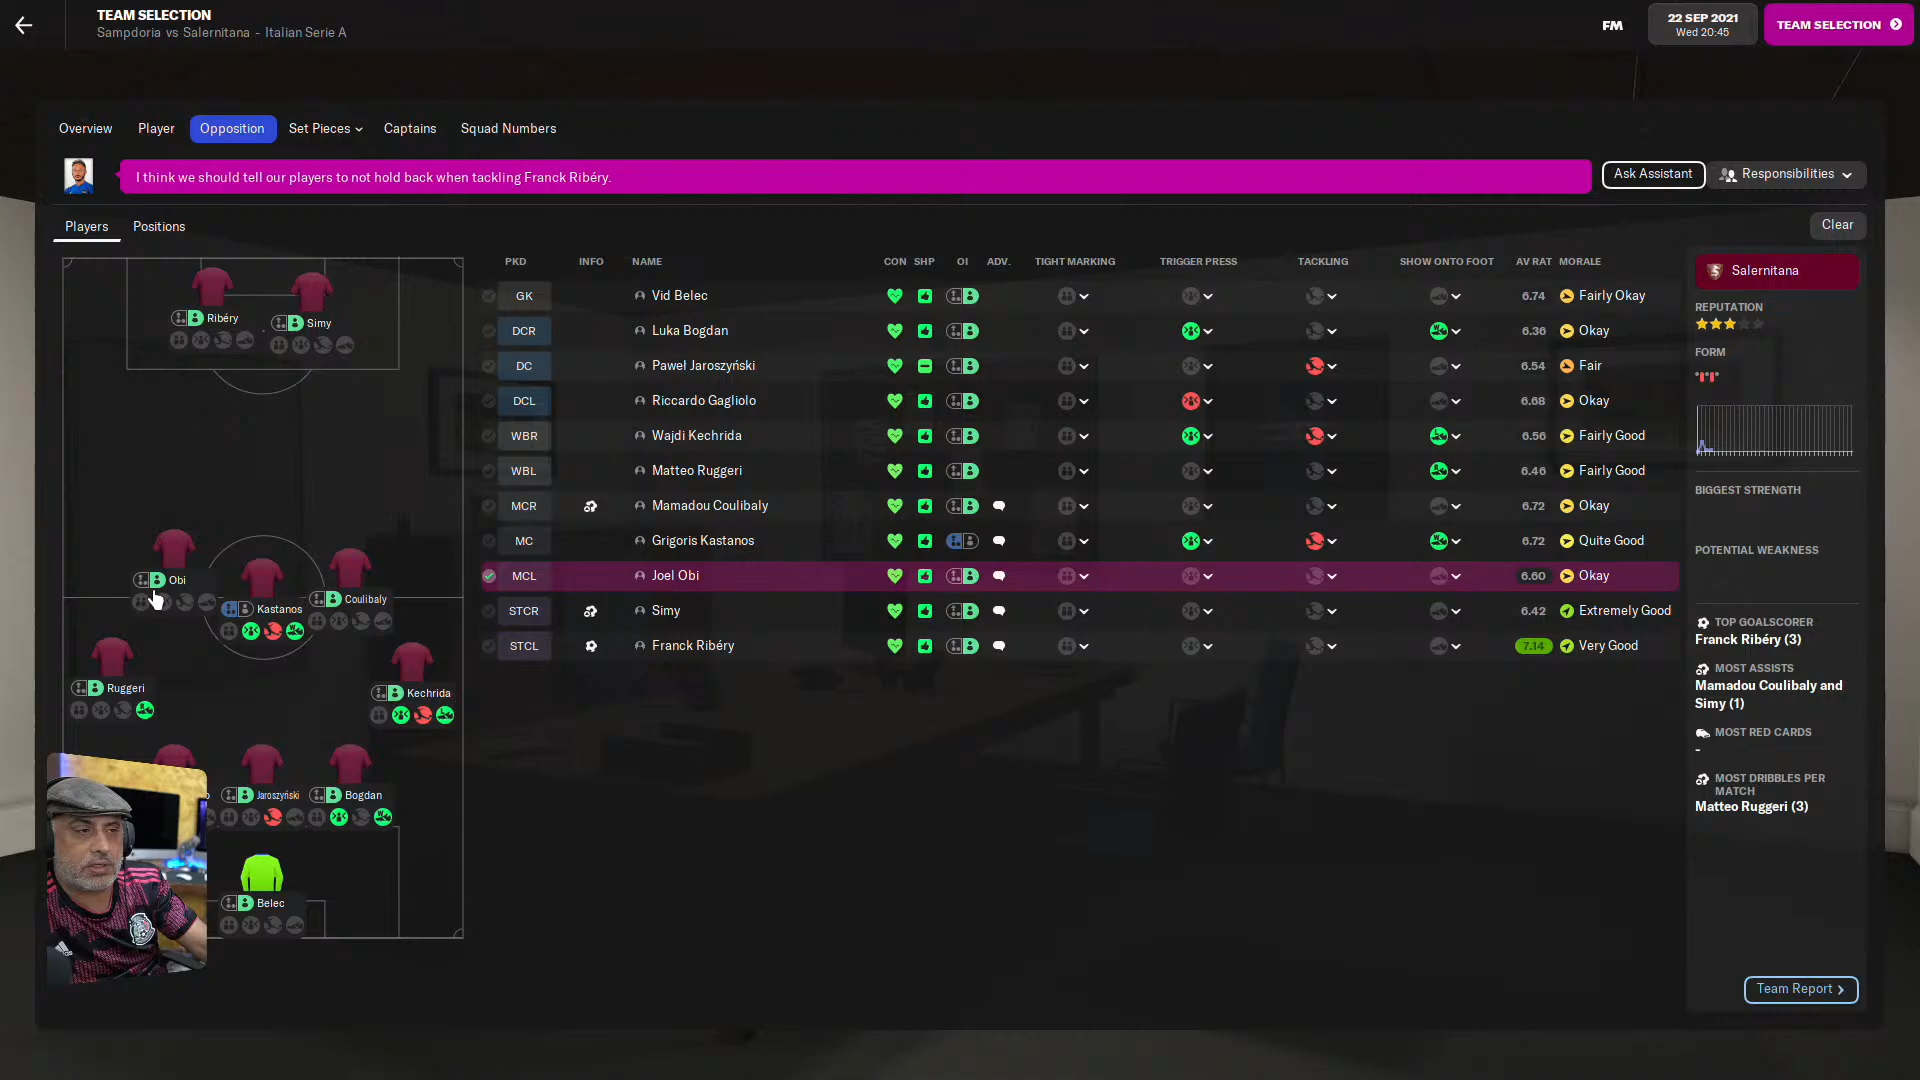 TEAM SELECTION
Sampdoria vs Salernitana - Italian Serie A
FM
22 SEP 2021
Wed 20:45
TEAM SELECTION
Overview
Player
Opposition
Set Pieces
Captains
Squad Numbers
I think we should tell our players to not hold back when tackling Franck Ribéry.
Ask Assistant
Responsibilities
Players
Positions
Clear
PKD INFO NAME CON SHP OI ADV. TIGHT MARKING TRIGGER PRESS TACKLING SHOW ONTO FOOT AV RAT MORALE
GK Vid Belec 6.74 Fairly Okay
DCR Luka Bogdan 6.36 Okay
DC Pawel Jaroszyński 6.54 Fair
DCL Riccardo Gagliolo 6.68 Okay
WBR Wajdi Kechrida 6.56 Fairly Good
WBL Matteo Ruggeri 6.46 Fairly Good
MCR Mamadou Coulibaly 6.72 Okay
MC Grigoris Kastanos 6.72 Quite Good
MCL Joel Obi 6.60 Okay
STCR Simy 6.42 Extremely Good
STCL Franck Ribéry 7.14 Very Good
Ribéry
Simy
Obi
Kastanos
Coulibaly
Ruggeri
Kechrida
Jaroszyński
Bogdan
Belec
Salernitana
REPUTATION
FORM
BIGGEST STRENGTH
POTENTIAL WEAKNESS
TOP GOALSCORER
Franck Ribéry (3)
MOST ASSISTS
Mamadou Coulibaly and
Simy (1)
MOST RED CARDS
-
MOST DRIBBLES PER
MATCH
Matteo Ruggeri (3)
Team Report